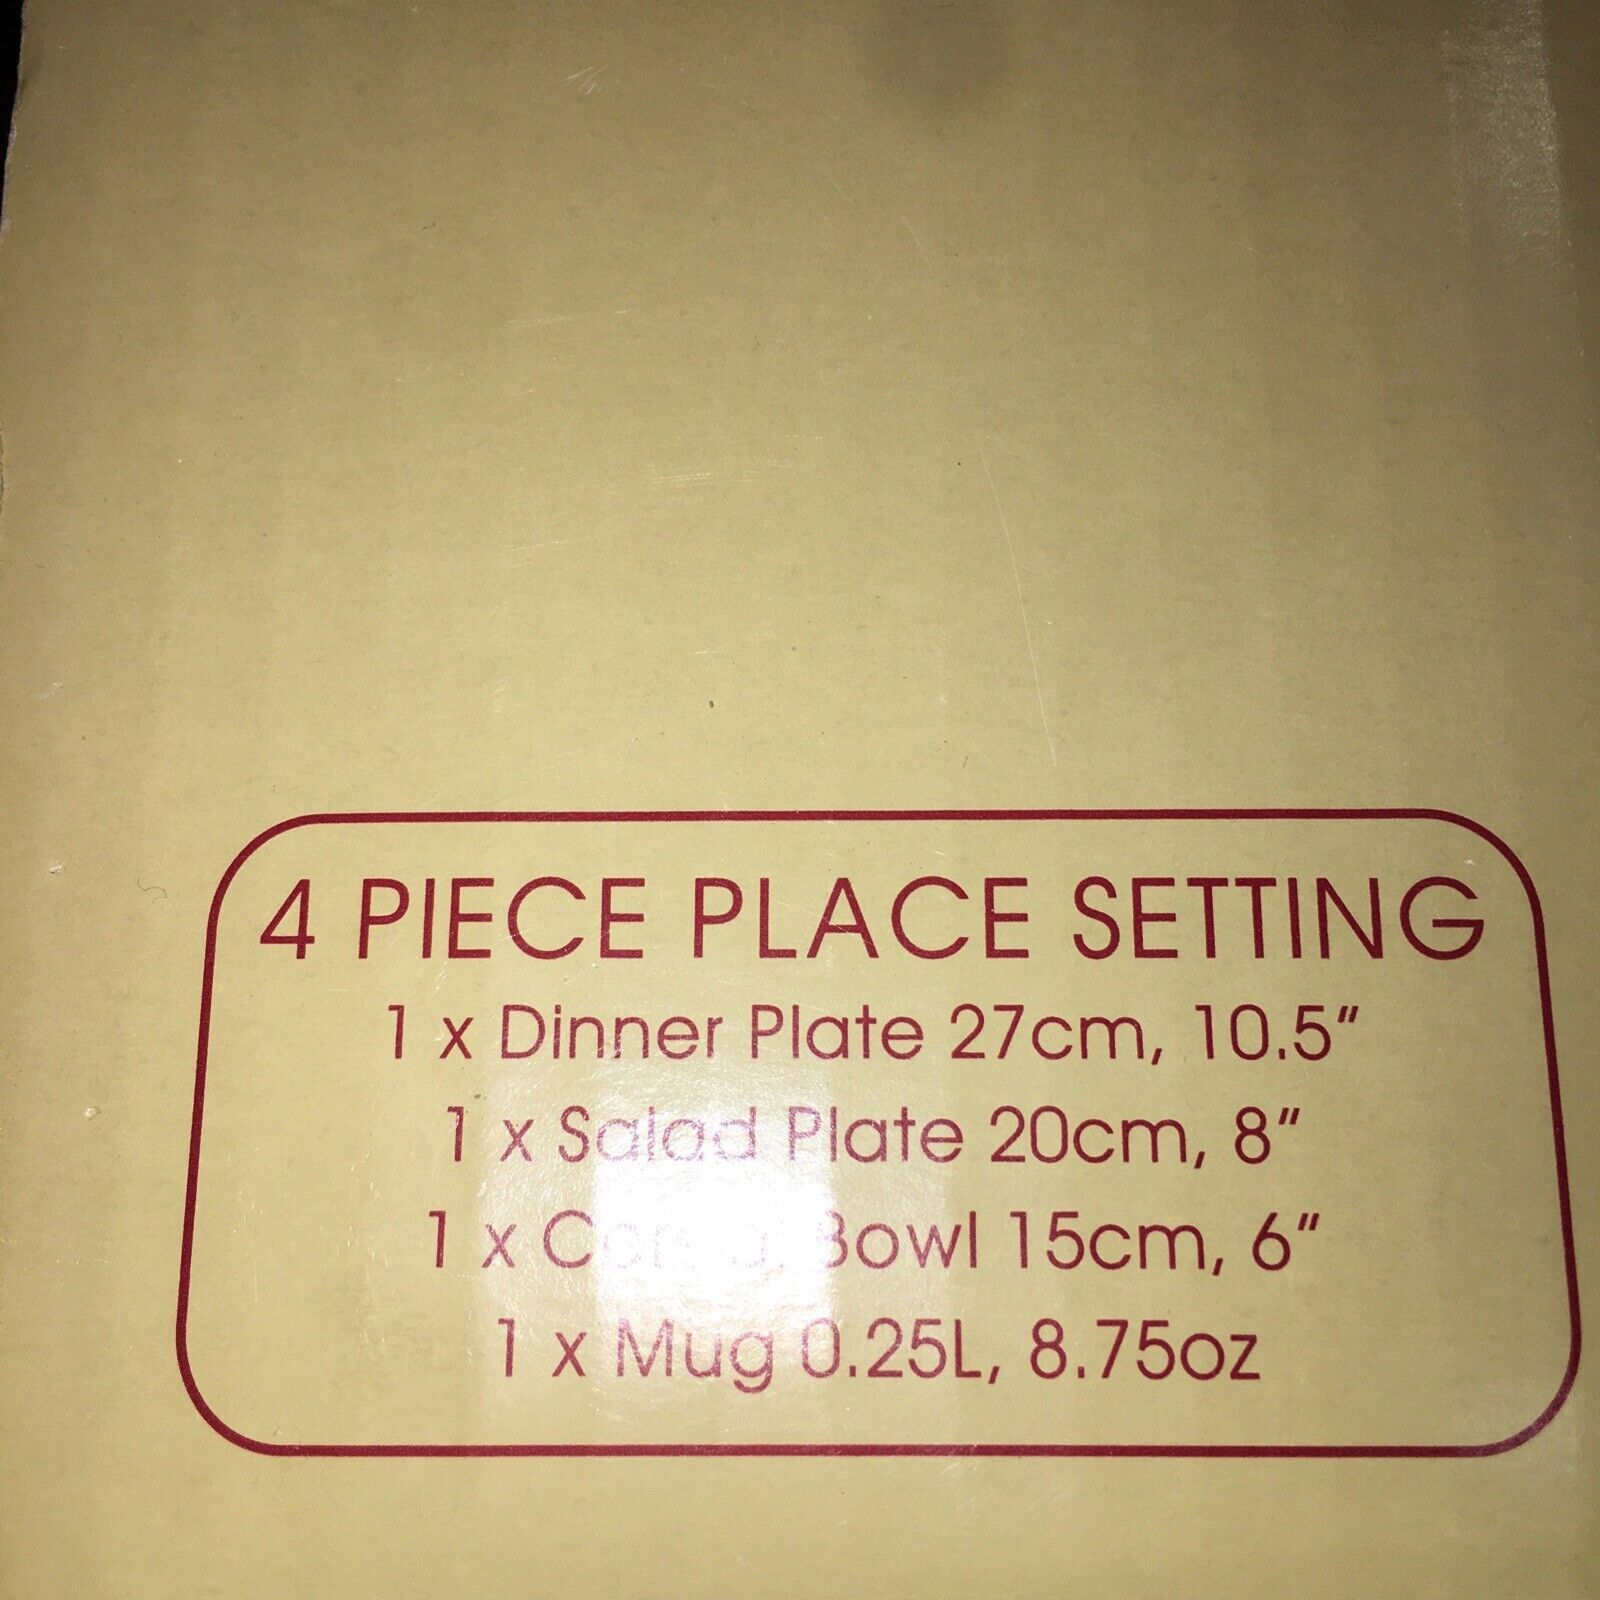 4 PIECE PLACE SETTING
1 x Dinner Plate 27cm, 10.5"
1 x Salad Plate 20cm, 8"
1 x Cereal Bowl 15cm, 6"
1 x Mug 0.25L, 8.75oz